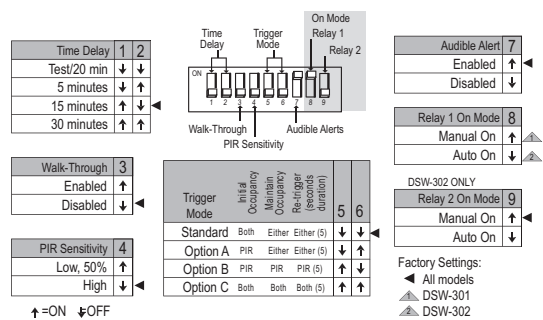 Time Delay 1 2
Test/20 min ↓ ↓
5 minutes ↓ ↑
15 minutes ↑ ↓ ◄
30 minutes ↑ ↑
Walk-Through 3
Enabled ↑
Disabled ↓ ◄
PIR Sensitivity 4
Low, 50% ↑
High ↓ ◄
↑=ON ↓=OFF
Time Delay
Trigger Mode
On Mode
Relay 1
Relay 2
ON
1 2 3 4 5 6 7 8 9
Walk-Through
PIR Sensitivity
Audible Alerts
Trigger Mode
Initial Occupancy
Maintain Occupancy
Re-trigger (seconds duration)
5 6
Standard Both Either Either (5) ↓ ↓ ◄
Option A PIR Either Either (5) ↓ ↑
Option B PIR PIR PIR (5) ↑ ↓
Option C Both Both Both (5) ↑ ↑
Audible Alert 7
Enabled ↑ ◄
Disabled ↓
Relay 1 On Mode 8
Manual On ↑ 1
Auto On ↓ 2
DSW-302 ONLY
Relay 2 On Mode 9
Manual On ↑ ◄
Auto On ↓
Factory Settings:
◄ All models
1 DSW-301
2 DSW-302